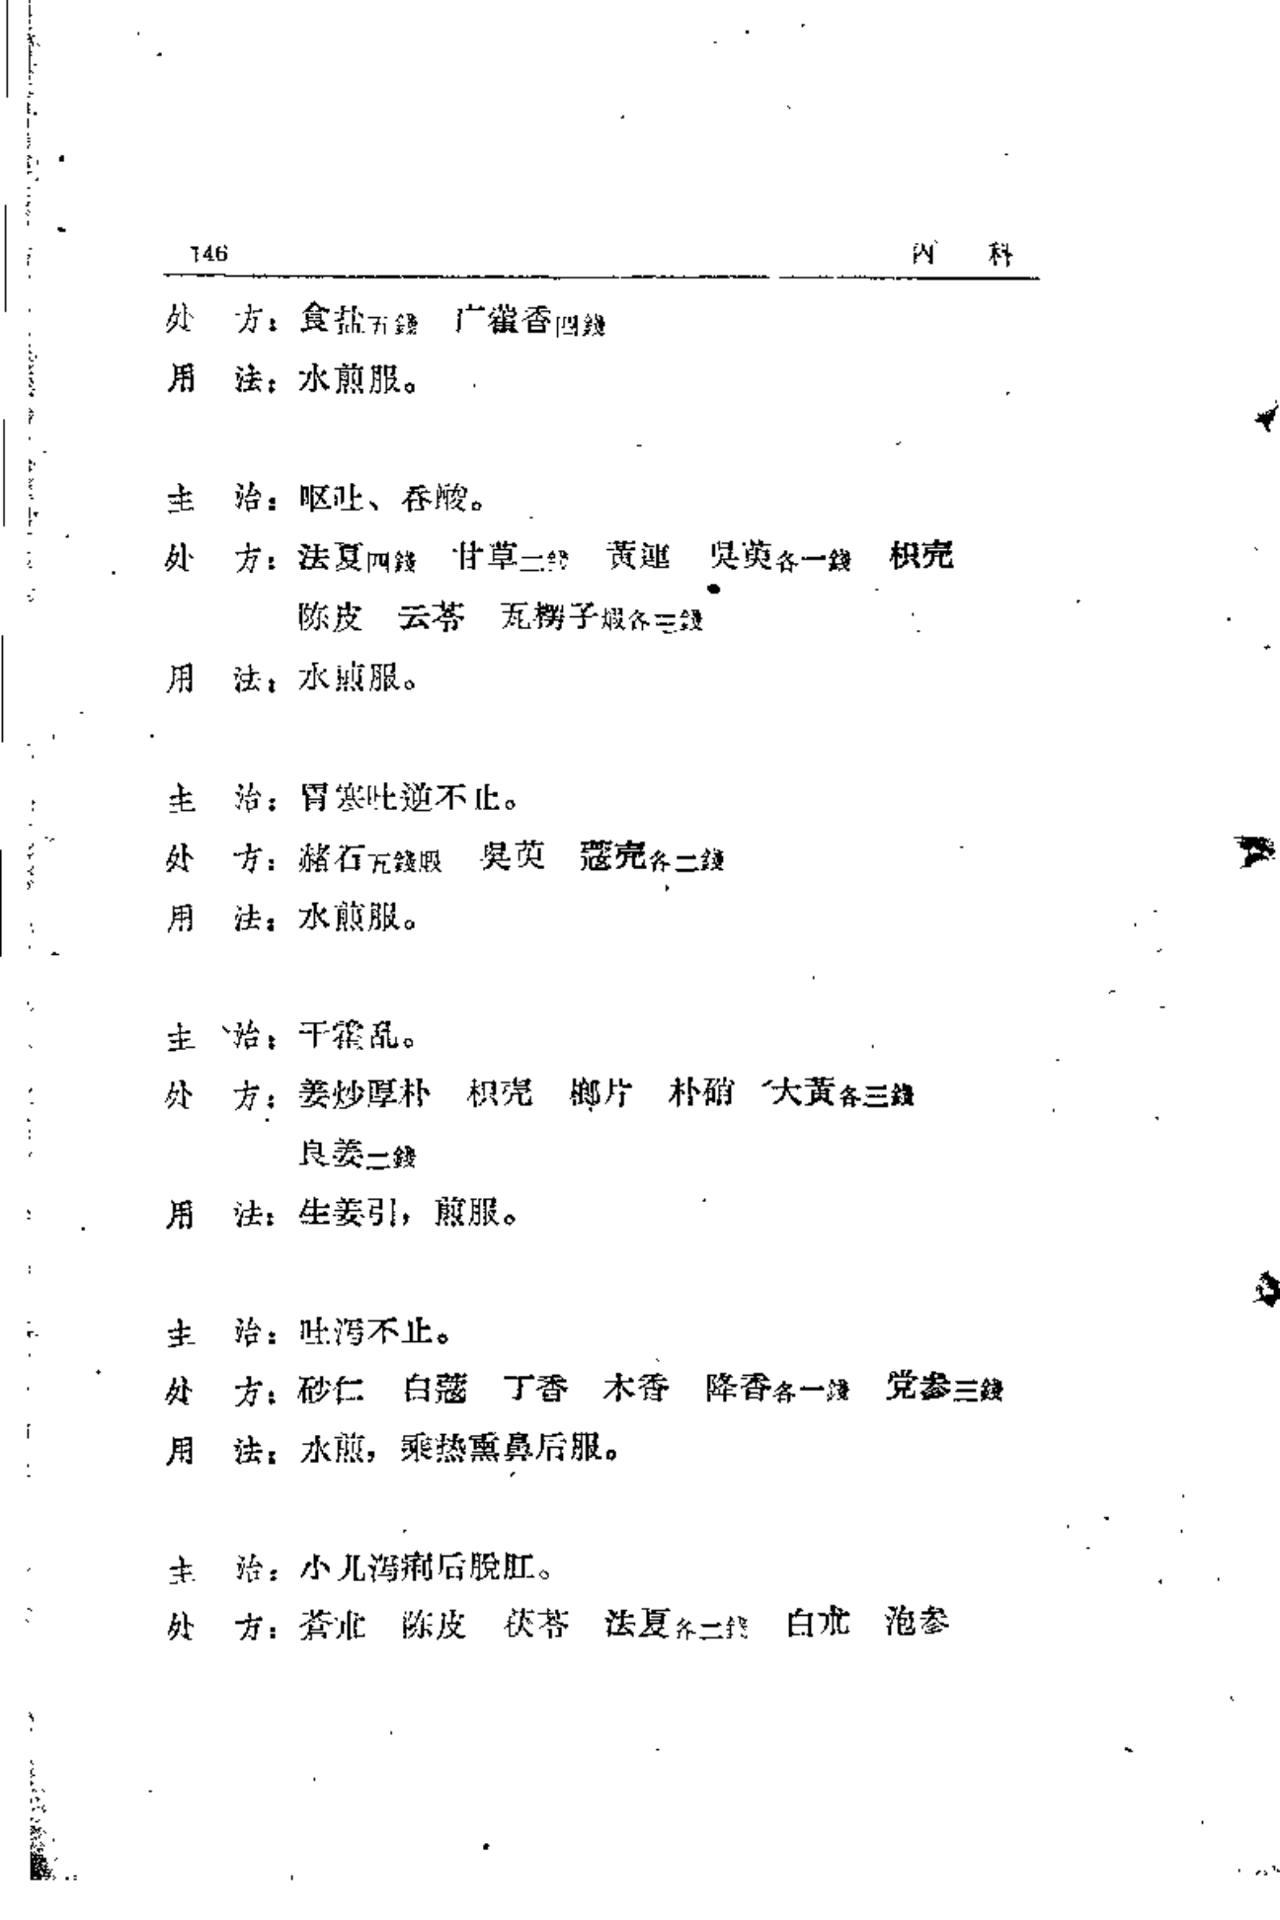 146 內 科
处 方：食盐五錢 广藿香四錢
用 法：水煎服。
主 治：呕吐、吞酸。
处 方：法夏四錢 甘草二錢 黃連 吳萸各一錢 枳壳
陈皮 云苓 瓦楞子煅各三錢
用 法：水煎服。
主 治：胃寒吐逆不止。
处 方：赭石五錢煅 吳萸 蔻壳各二錢
用 法：水煎服。
主 治：干霍乱。
处 方：姜炒厚朴 枳壳 榔片 朴硝 大黃各三錢
良姜二錢
用 法：生姜引，煎服。
主 治：吐泻不止。
处 方：砂仁 白蔻 丁香 木香 降香各一錢 党参三錢
用 法：水煎，乘热熏鼻后服。
主 治：小儿泻痢后脫肛。
处 方：蒼朮 陈皮 茯苓 法夏各二錢 白朮 泡参